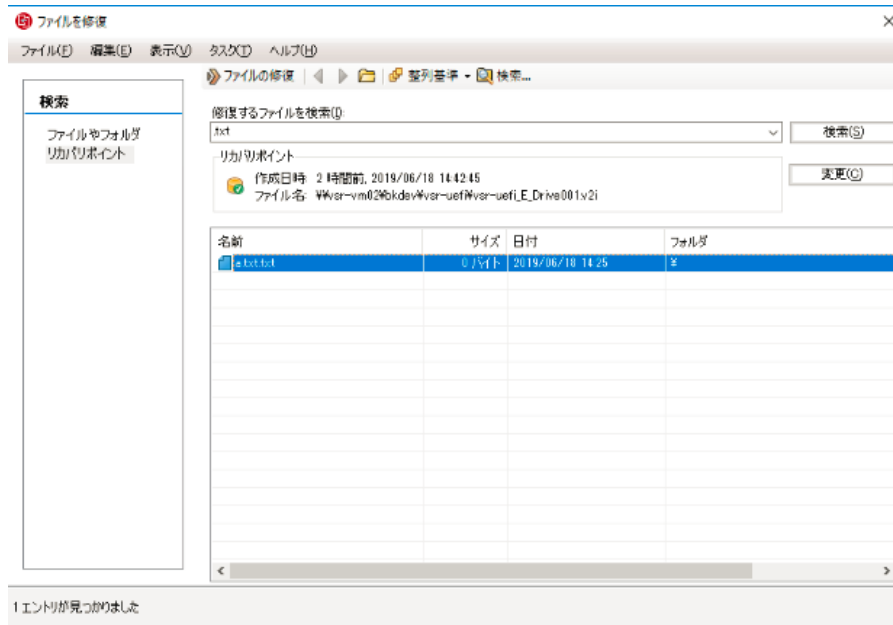 ファイルを修復
ファイル(F) 編集(E) 表示(V) タスク(T) ヘルプ(H)
ファイルの修復 整列基準 検索...
検索
ファイルやフォルダ
リカバリポイント
修復するファイルを検索(I):
.txt 検索(S)
リカバリポイント
作成日時: 2 時間前, 2019/06/18 14:42:45 変更(C)
ファイル名: ¥¥vsr-vm02¥bkdev¥vsr-uefi¥vsr-uefi_E_Drive001.v2i
名前 サイズ 日付 フォルダ
a.txt.txt 0 バイト 2019/06/18 14:25 ¥
1 エントリが見つかりました